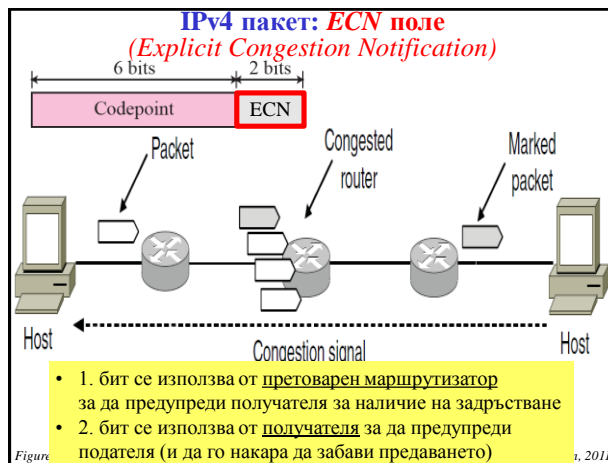 IPv4 пакет: ECN поле
(Explicit Congestion Notification)
6 bits 2 bits
Codepoint ECN
Packet
Congested router
Marked packet
Host
Host
Congestion signal
• 1. бит се използва от претоварен маршрутизатор
за да предупреди получателя за наличие на задръстване
• 2. бит се използва от получателя за да предупреди
подателя (и да го накара да забави предаването)